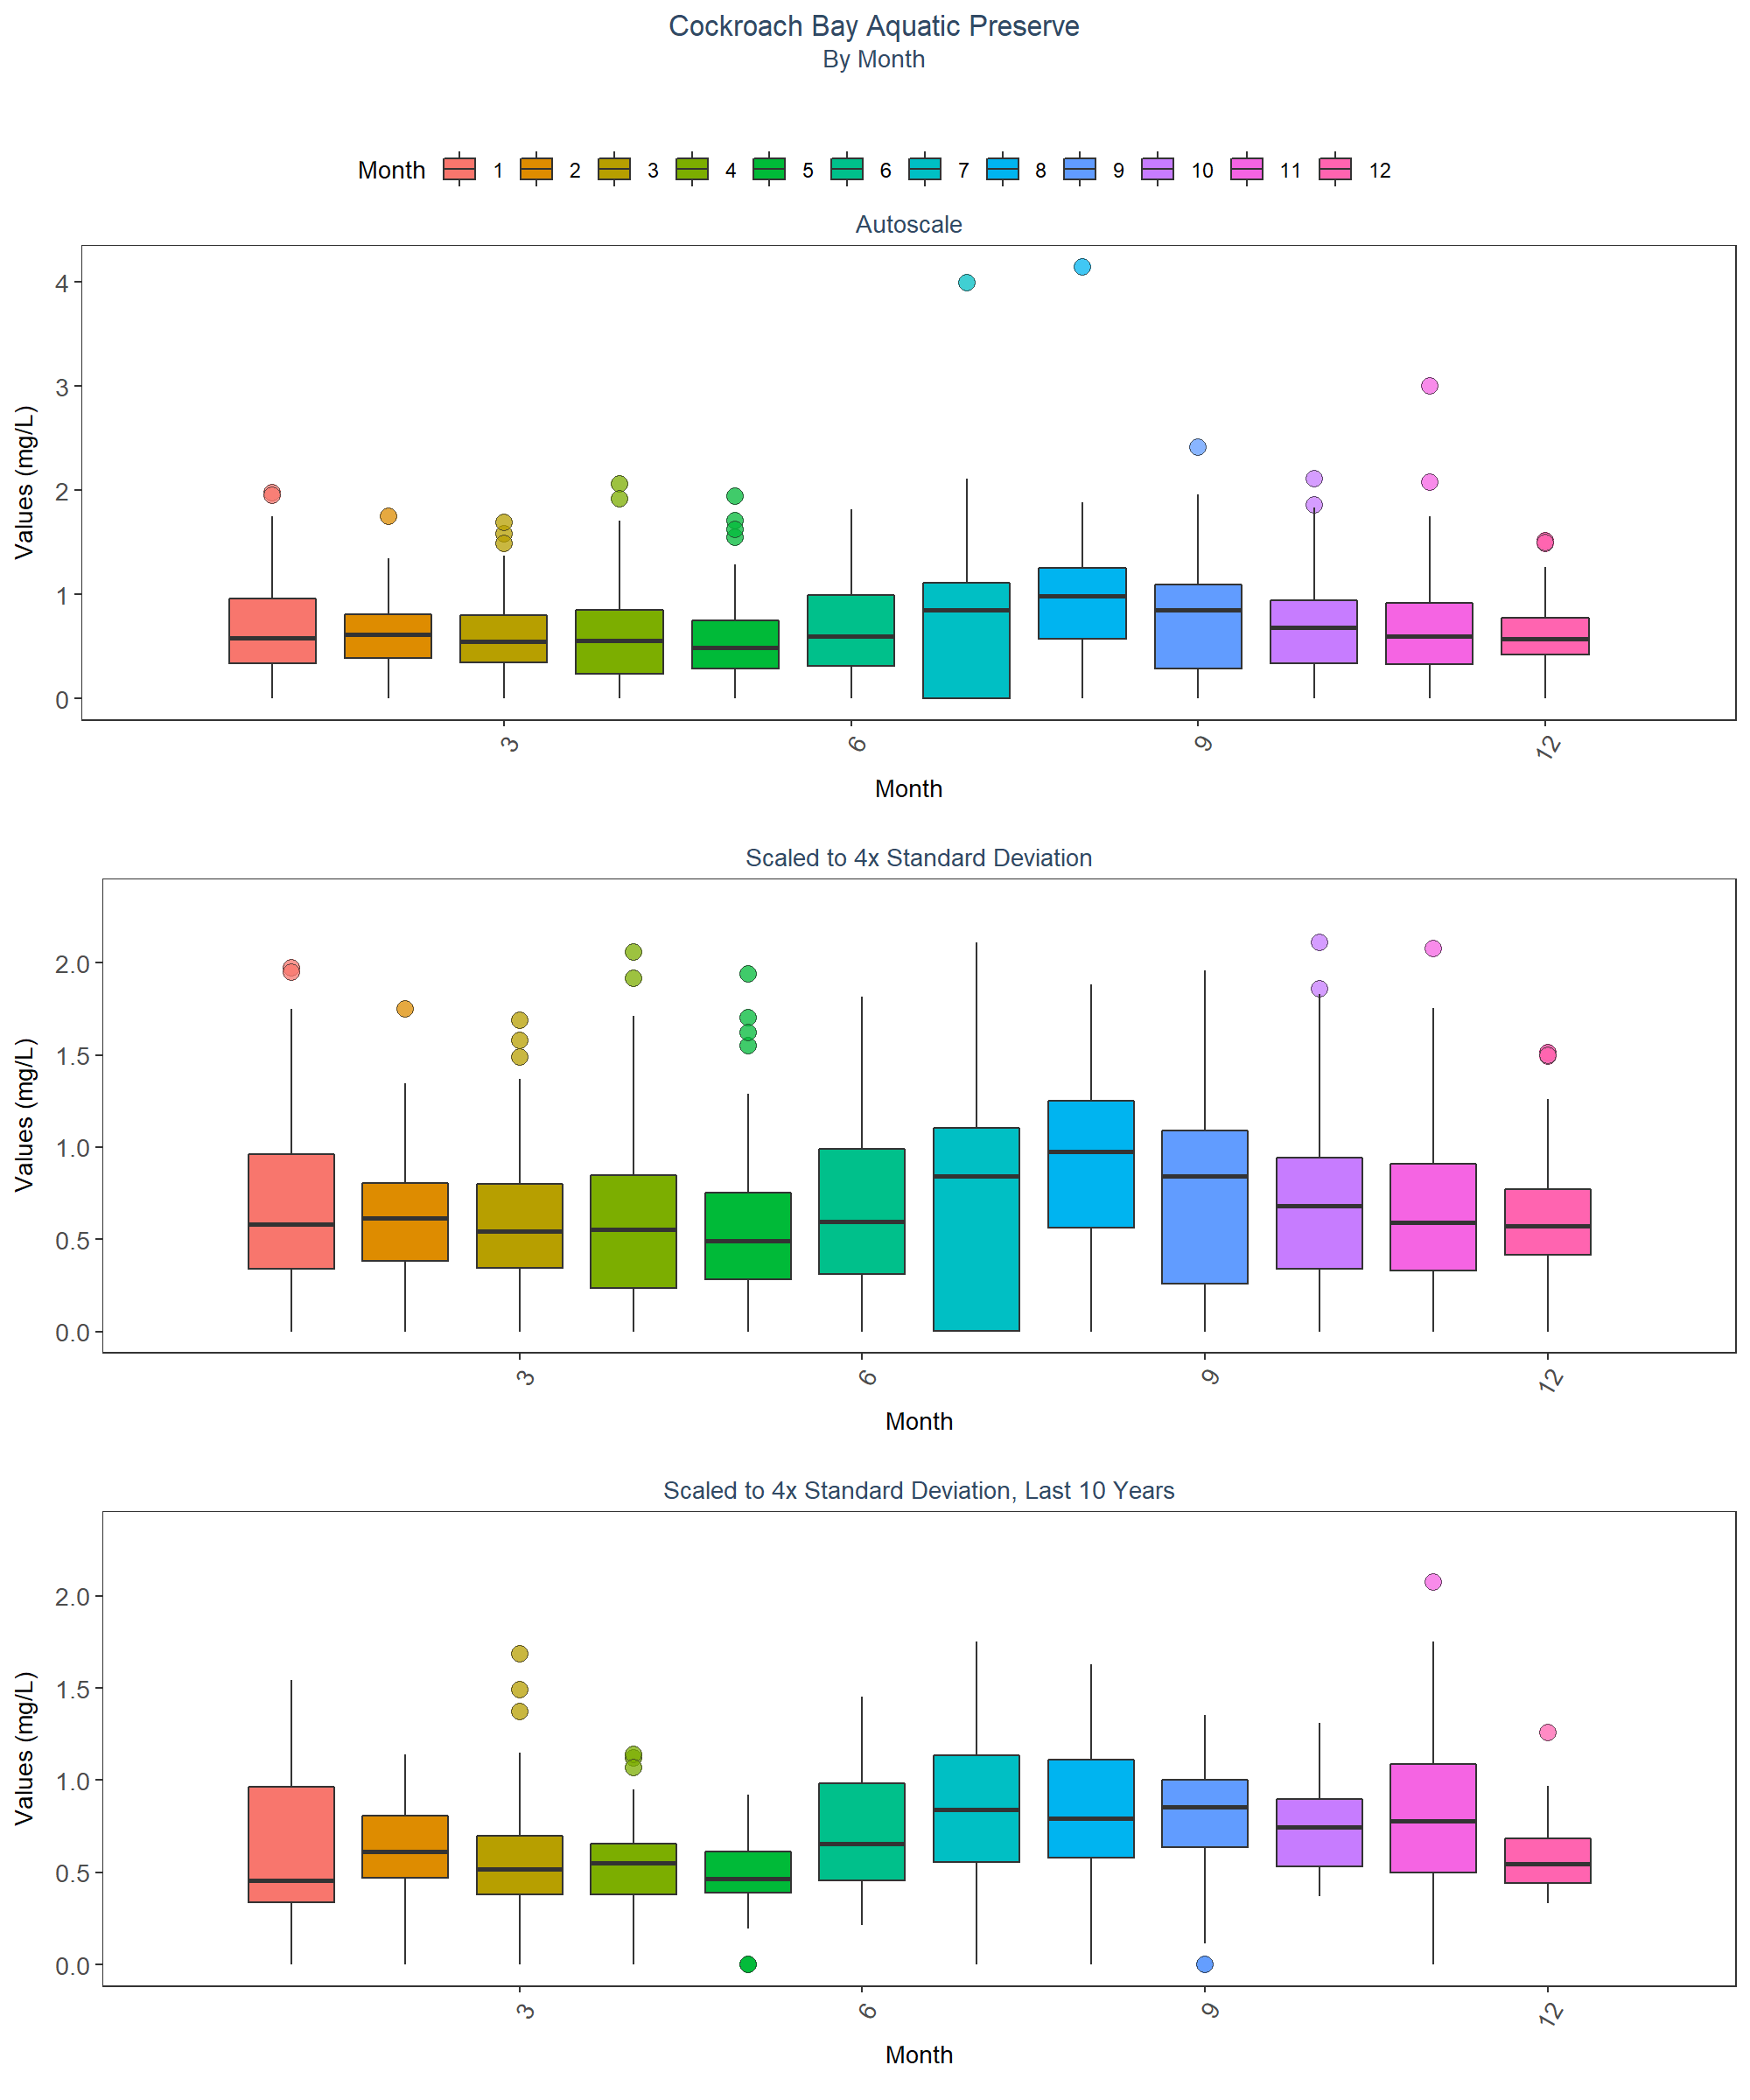 Cockroach Bay Aquatic Preserve
By Month
Month 1 2 3 4 5 6 7 8 9 10 11 12
Autoscale
Values (mg/L)
4
3
2
1
0
3 6 9 12
Month
Scaled to 4x Standard Deviation
Values (mg/L)
2.0
1.5
1.0
0.5
0.0
3 6 9 12
Month
Scaled to 4x Standard Deviation, Last 10 Years
Values (mg/L)
2.0
1.5
1.0
0.5
0.0
3 6 9 12
Month